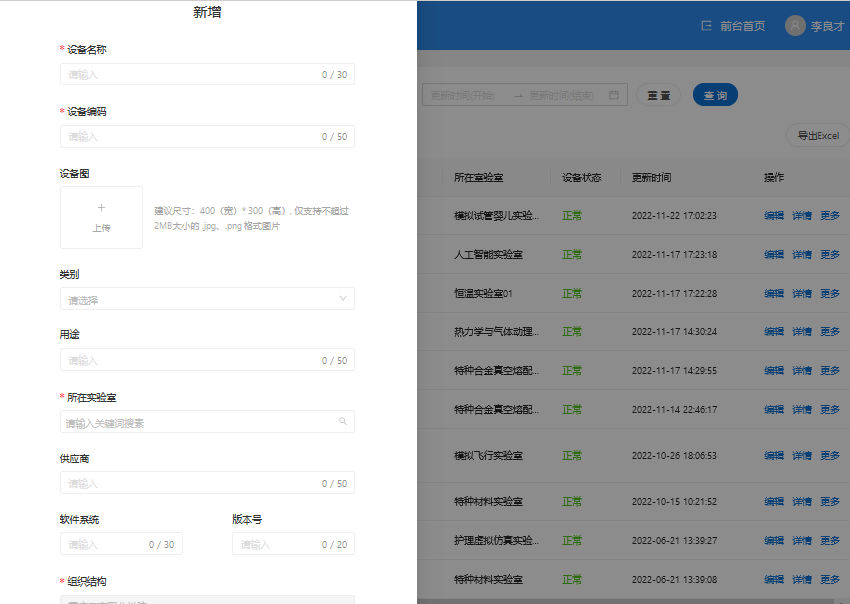 新增
* 设备名称
请输入 0 / 30
* 设备编码
请输入 0 / 50
设备图
+
上传
建议尺寸：400（宽）* 300（高）, 仅支持不超过
2MB大小的 .jpg、.png 格式图片
类别
请选择
用途
请输入 0 / 50
* 所在实验室
请输入关键词搜素
供应商
请输入 0 / 50
软件系统 版本号
请输入 0 / 30 请输入 0 / 20
* 组织结构
前台首页 李良才
更新时间(开始) → 更新时间(结束) 重 置 查 询
导出Excel
所在室验室 设备状态 更新时间 操作
模拟试管婴儿实验... 正常 2022-11-22 17:02:23 编辑 详情 更多
人工智能实验室 正常 2022-11-17 17:23:18 编辑 详情 更多
恒温实验室01 正常 2022-11-17 17:22:28 编辑 详情 更多
热力学与气体动理... 正常 2022-11-17 14:30:24 编辑 详情 更多
特种合金真空熔配... 正常 2022-11-17 14:29:55 编辑 详情 更多
特种合金真空熔配... 正常 2022-11-14 22:46:17 编辑 详情 更多
模拟飞行实验室 正常 2022-10-26 18:06:53 编辑 详情 更多
特种材料实验室 正常 2022-10-15 10:21:52 编辑 详情 更多
护理虚拟仿真实验... 正常 2022-06-21 13:39:27 编辑 详情 更多
特种材料实验室 正常 2022-06-21 13:39:08 编辑 详情 更多